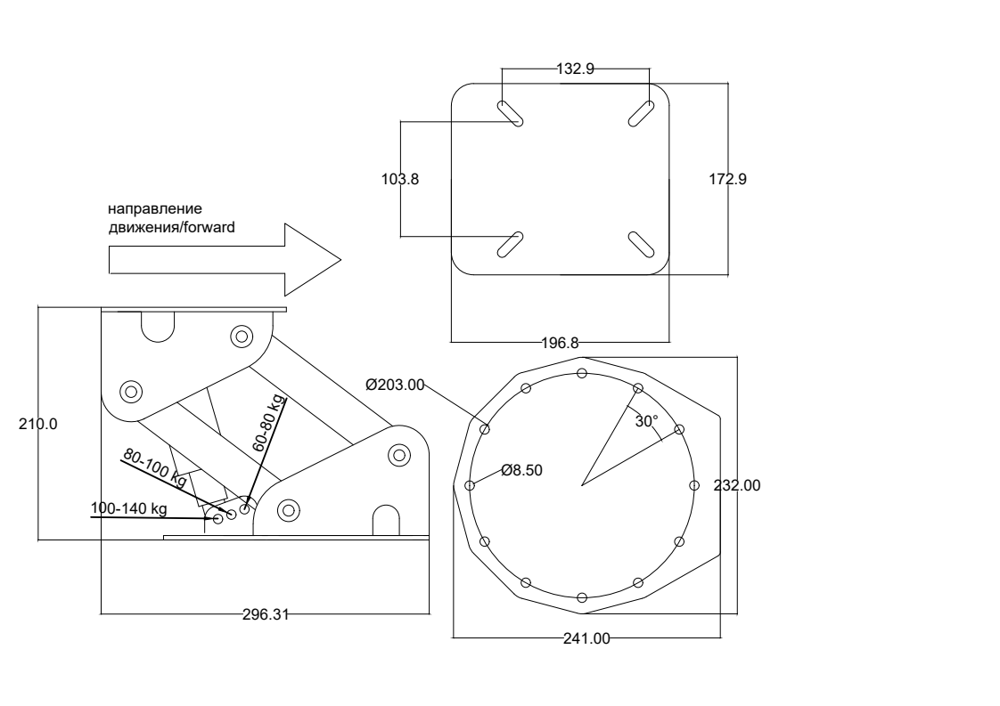 132.9
103.8
172.9
направление
движения/forward
196.8
Ø203.00
210.0
60-80 kg
30°
80-100 kg
Ø8.50
232.00
100-140 kg
296.31
241.00